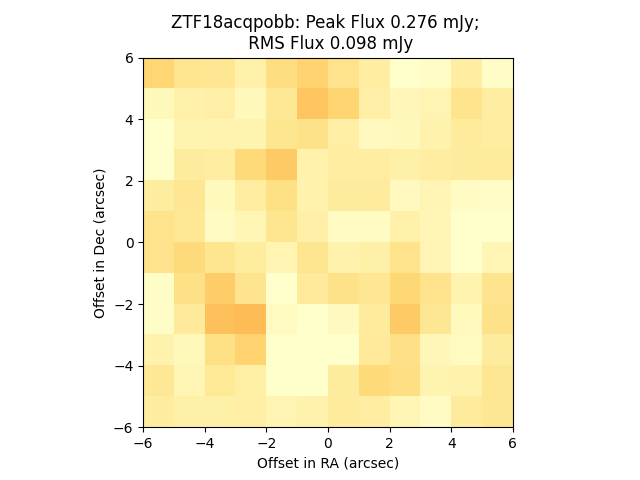 ZTF18acqpobb: Peak Flux 0.276 mJy;
RMS Flux 0.098 mJy
6
4
2
0
−2
−4
−6
Offset in Dec (arcsec)
−6 −4 −2 0 2 4 6
Offset in RA (arcsec)